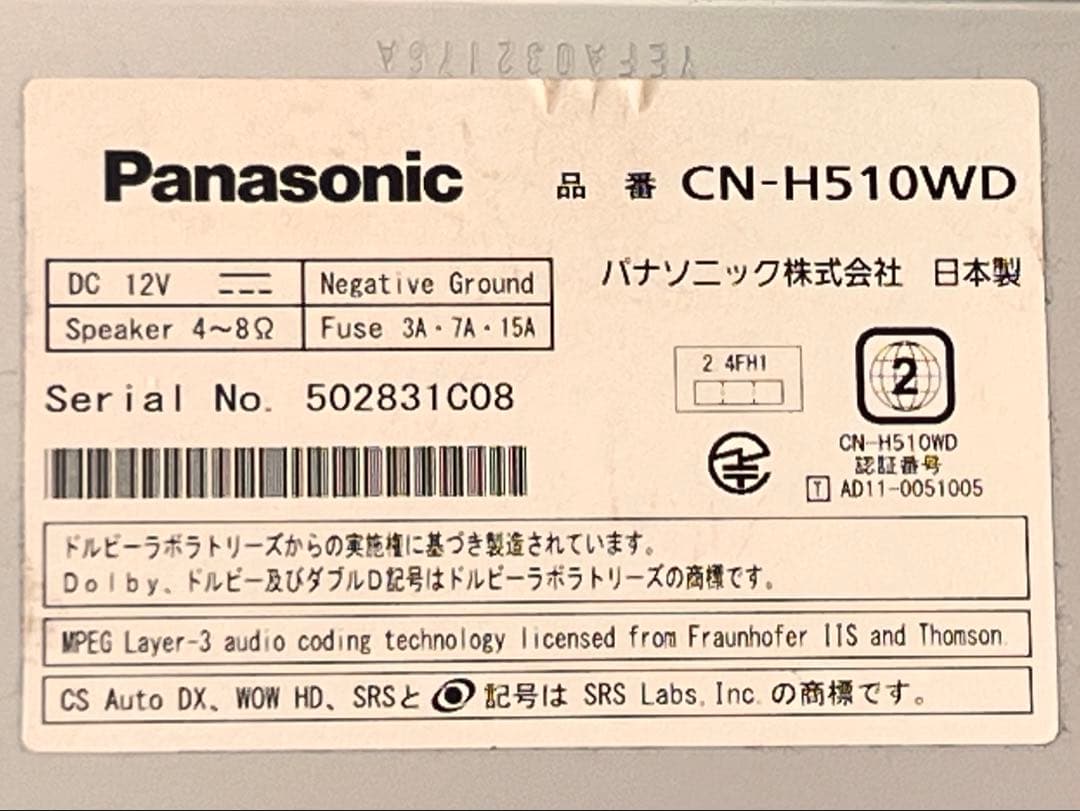 YEFA032176A
Panasonic 品 番 CN-H510WD
DC 12V
Negative Ground
Speaker 4～8Ω
Fuse 3A・7A・15A
パナソニック株式会社 日本製
Serial No. 502831C08
2.4FH1
2
CN-H510WD
認証番号
T AD11-0051005
ドルビーラボラトリーズからの実施権に基づき製造されています。
Dolby、ドルビー及びダブルD記号はドルビーラボラトリーズの商標です。
MPEG Layer-3 audio coding technology licensed from Fraunhofer IIS and Thomson.
CS Auto DX、WOW HD、SRSと 記号は SRS Labs,Inc.の商標です。